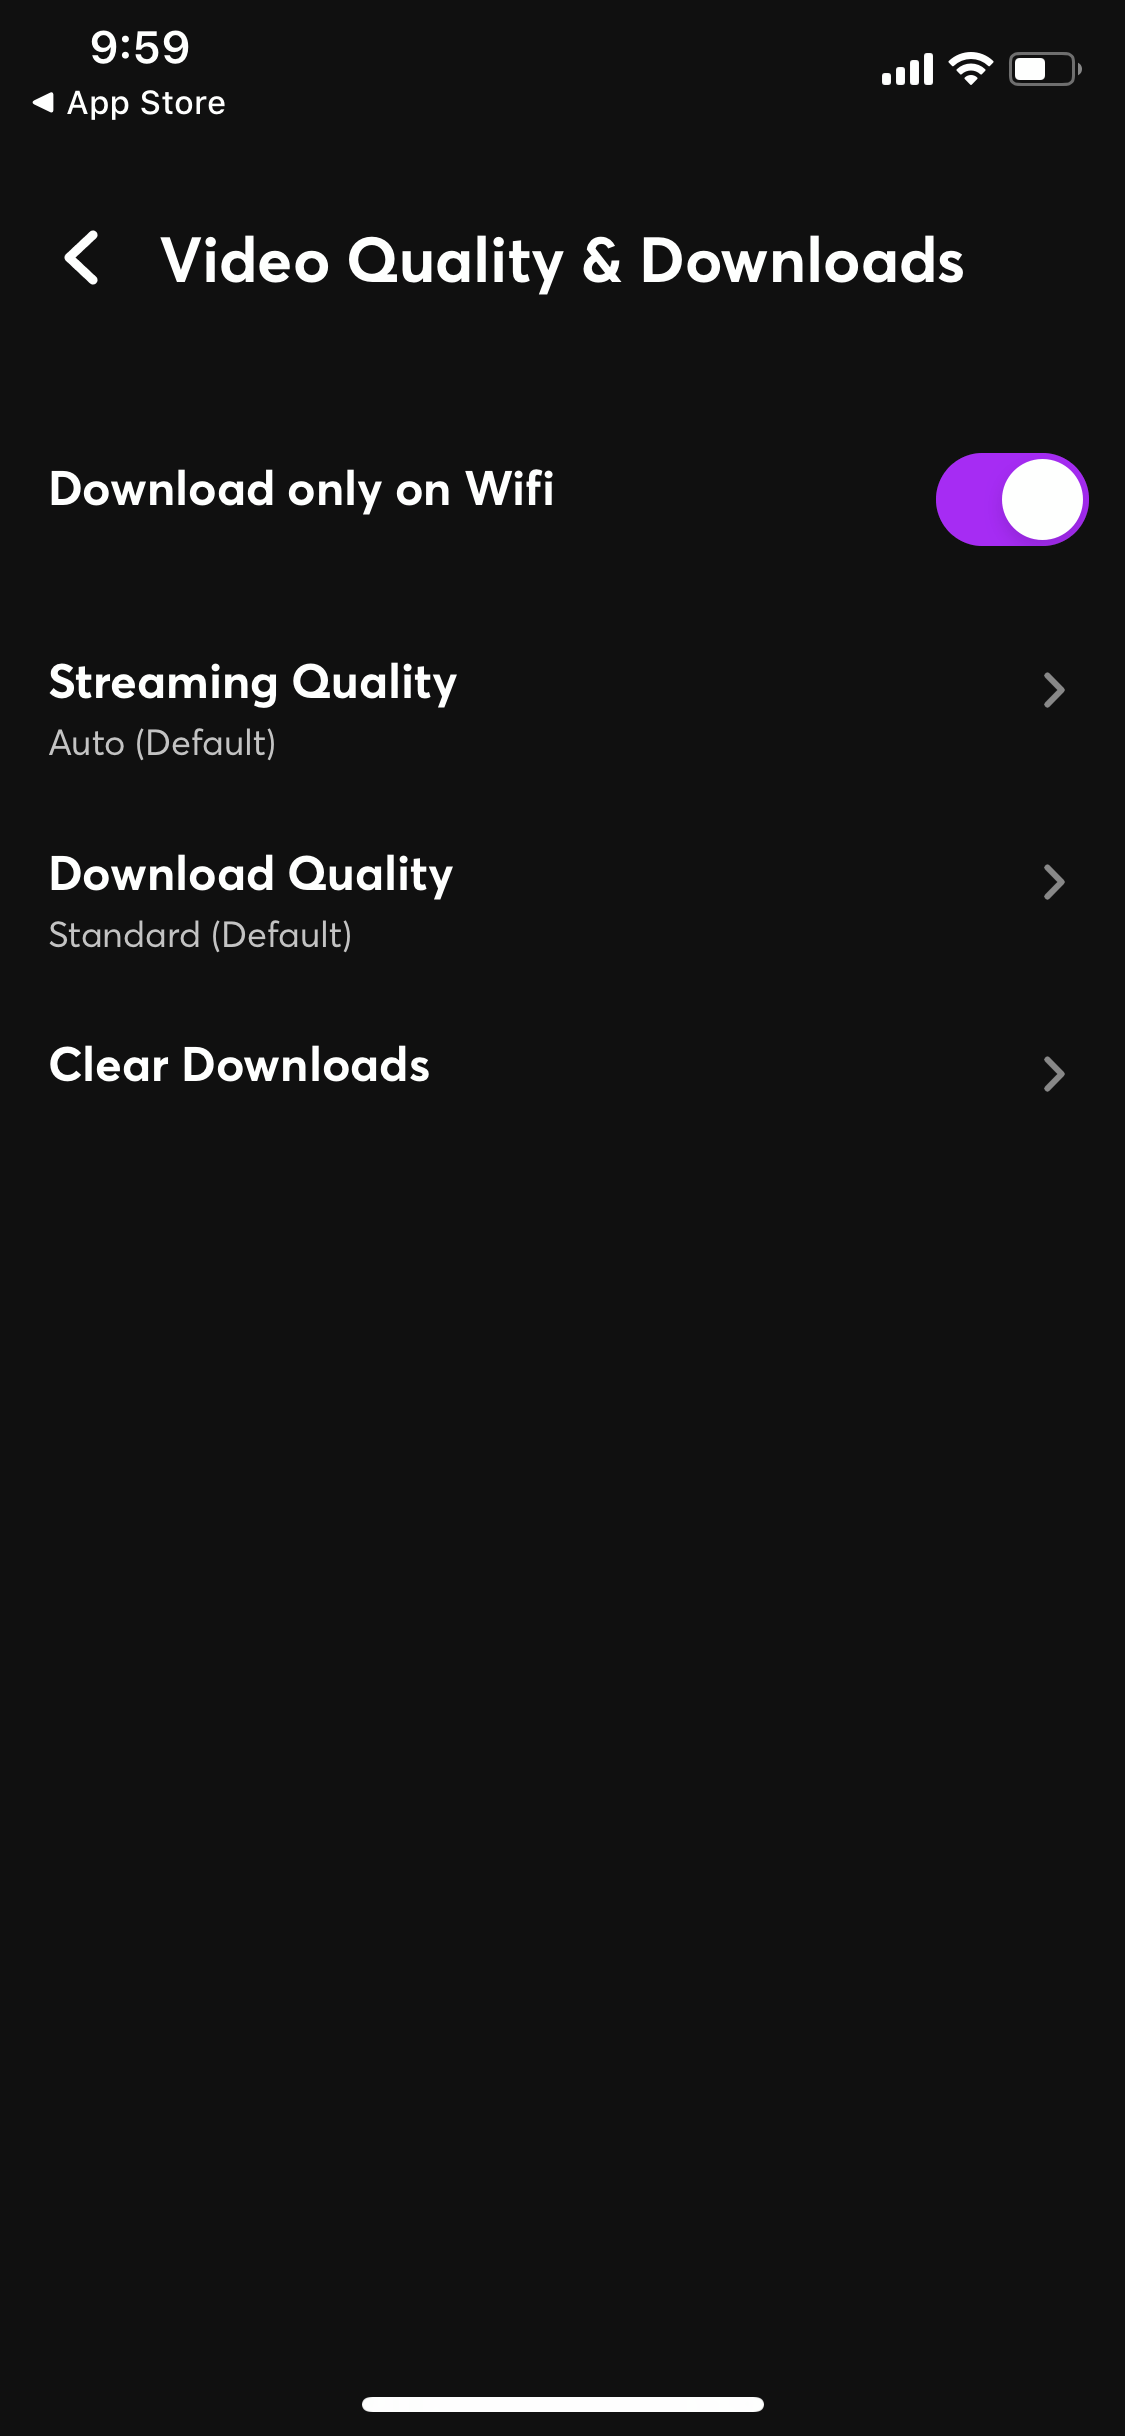 9:59
App Store
Video Quality & Downloads
Download only on Wifi
Streaming Quality
Auto (Default)
Download Quality
Standard (Default)
Clear Downloads